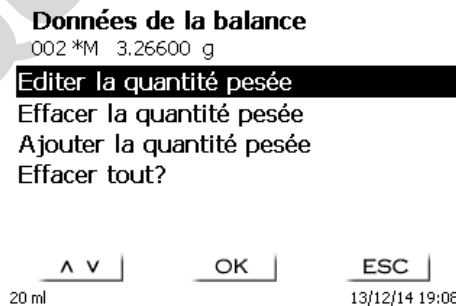 Données de la balance
002 *M 3.26600 g
Editer la quantité pesée
Effacer la quantité pesée
Ajouter la quantité pesée
Effacer tout?
∧ ∨ OK ESC
20 ml 13/12/14 19:08